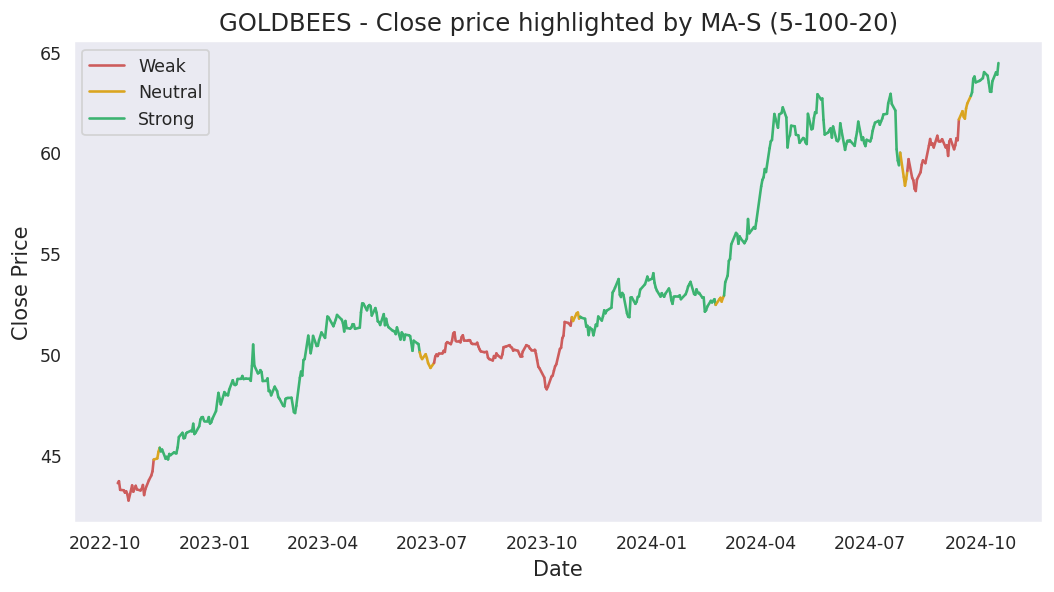 GOLDBEES - Close price highlighted by MA-S (5-100-20)
Weak
Neutral
Strong
Close Price
65
60
55
50
45
2022-10 2023-01 2023-04 2023-07 2023-10 2024-01 2024-04 2024-07 2024-10
Date